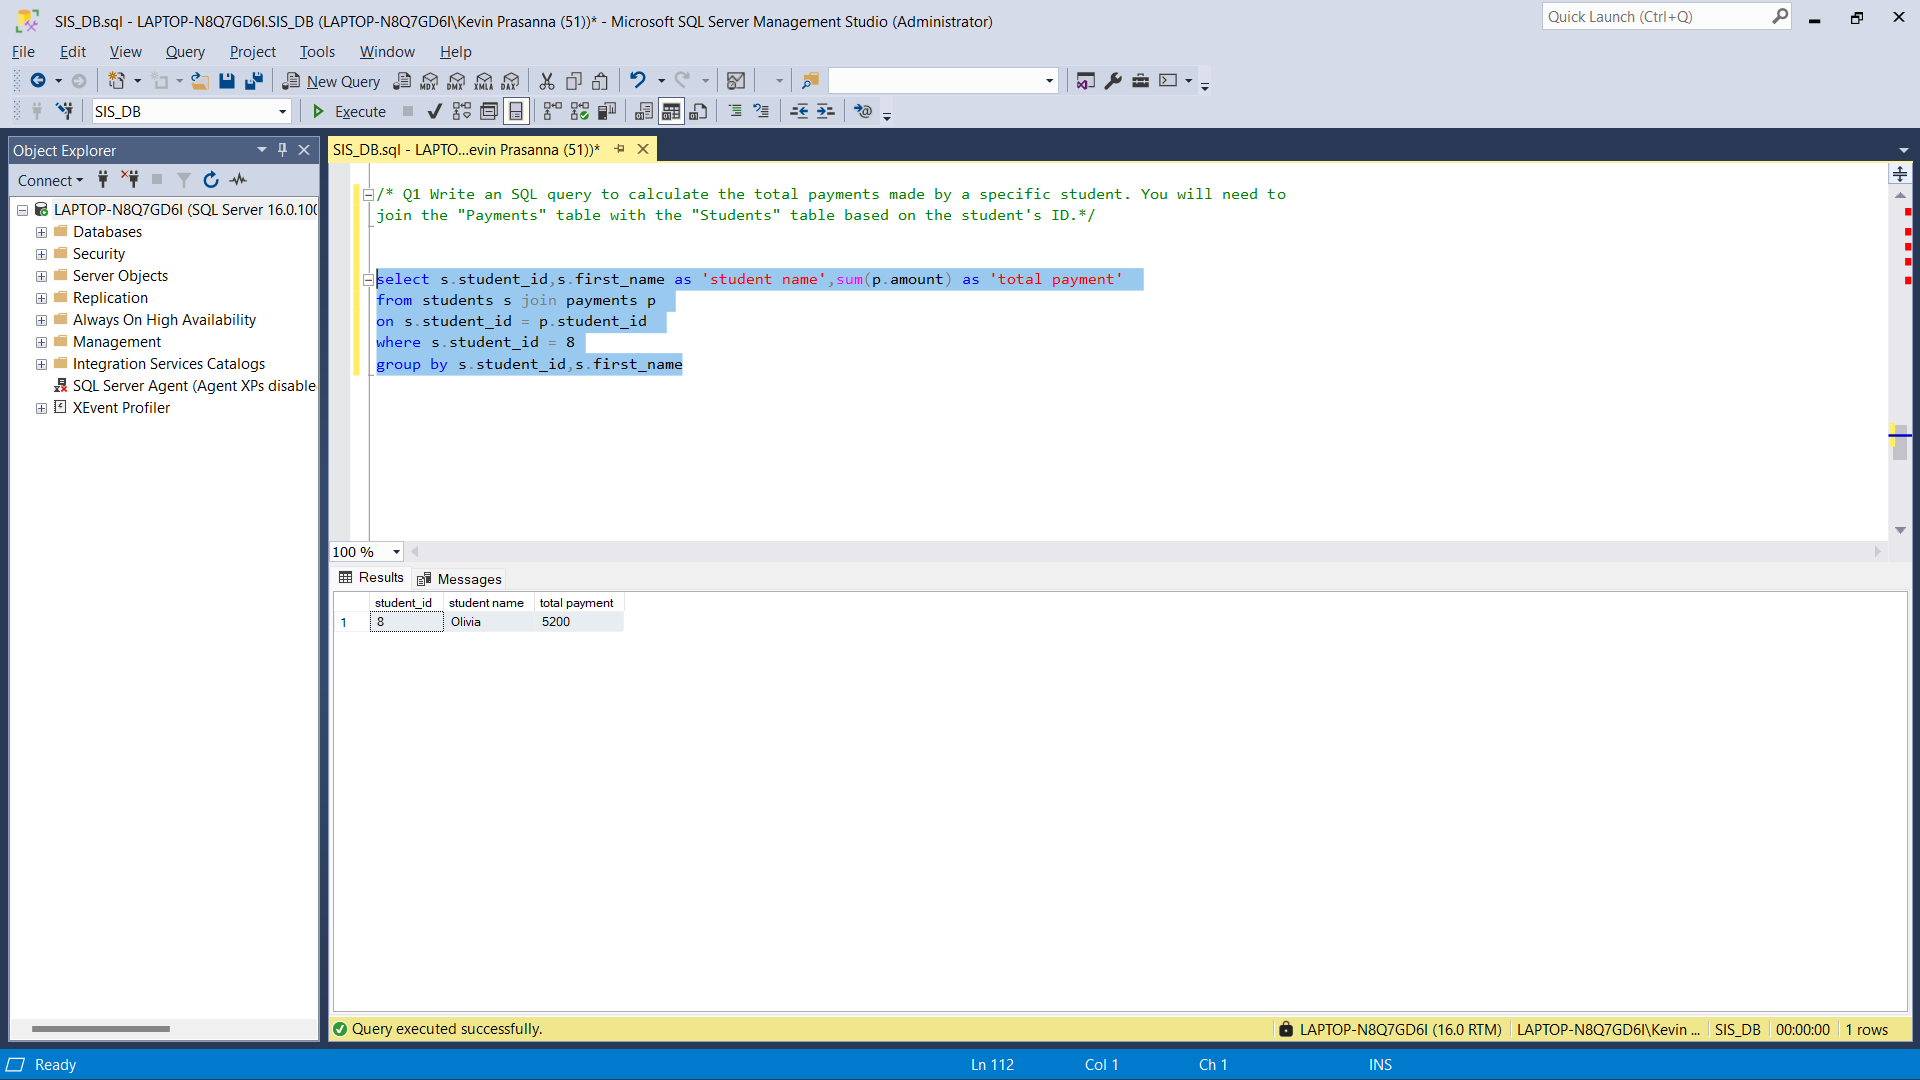 SIS_DB.sql - LAPTOP-N8Q7GD6I.SIS_DB (LAPTOP-N8Q7GD6I\Kevin Prasanna (51))* - Microsoft SQL Server Management Studio (Administrator)
Quick Launch (Ctrl+Q)
File Edit View Query Project Tools Window Help
New Query MDX DMX XMLA DAX
SIS_DB Execute
Object Explorer
SIS_DB.sql - LAPTO...evin Prasanna (51))*
Connect
LAPTOP-N8Q7GD6I (SQL Server 16.0.100
Databases
Security
Server Objects
Replication
Always On High Availability
Management
Integration Services Catalogs
SQL Server Agent (Agent XPs disable
XEvent Profiler
/* Q1 Write an SQL query to calculate the total payments made by a specific student. You will need to
join the "Payments" table with the "Students" table based on the student's ID.*/
select s.student_id,s.first_name as 'student name',sum(p.amount) as 'total payment'
from students s join payments p
on s.student_id = p.student_id
where s.student_id = 8
group by s.student_id,s.first_name
100 %
Results Messages
student_id student name total payment
1 8 Olivia 5200
Query executed successfully. LAPTOP-N8Q7GD6I (16.0 RTM) LAPTOP-N8Q7GD6I\Kevin ... SIS_DB 00:00:00 1 rows
Ready Ln 112 Col 1 Ch 1 INS